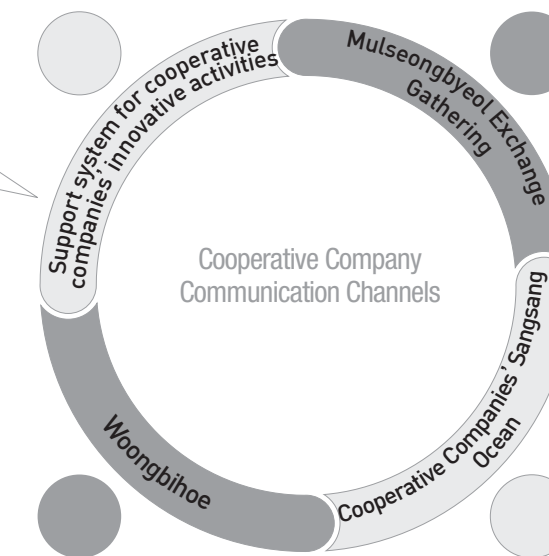 Support system for cooperative
companies' innovative activities
Mulseongbyeol Exchange
Gathering
Cooperative Company
Communication Channels
Woongbihoe
Cooperative Companies' Sangsang
Ocean